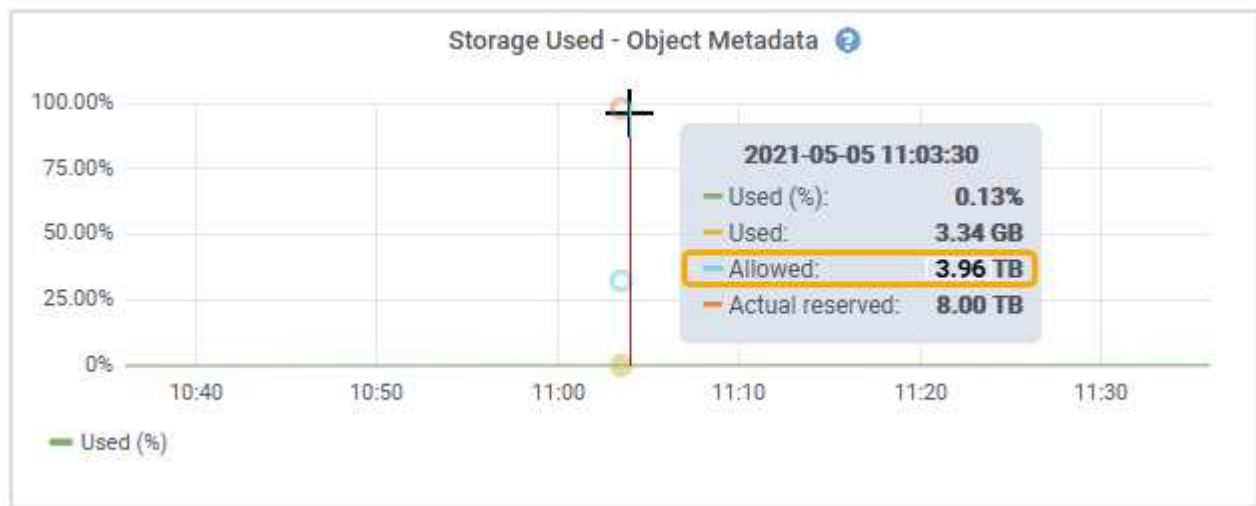 Storage Used - Object Metadata ?
100.00%
75.00%
50.00%
25.00%
0%
2021-05-05 11:03:30
Used (%): 0.13%
Used: 3.34 GB
Allowed: 3.96 TB
Actual reserved: 8.00 TB
10:40 10:50 11:00 11:10 11:20 11:30
Used (%)